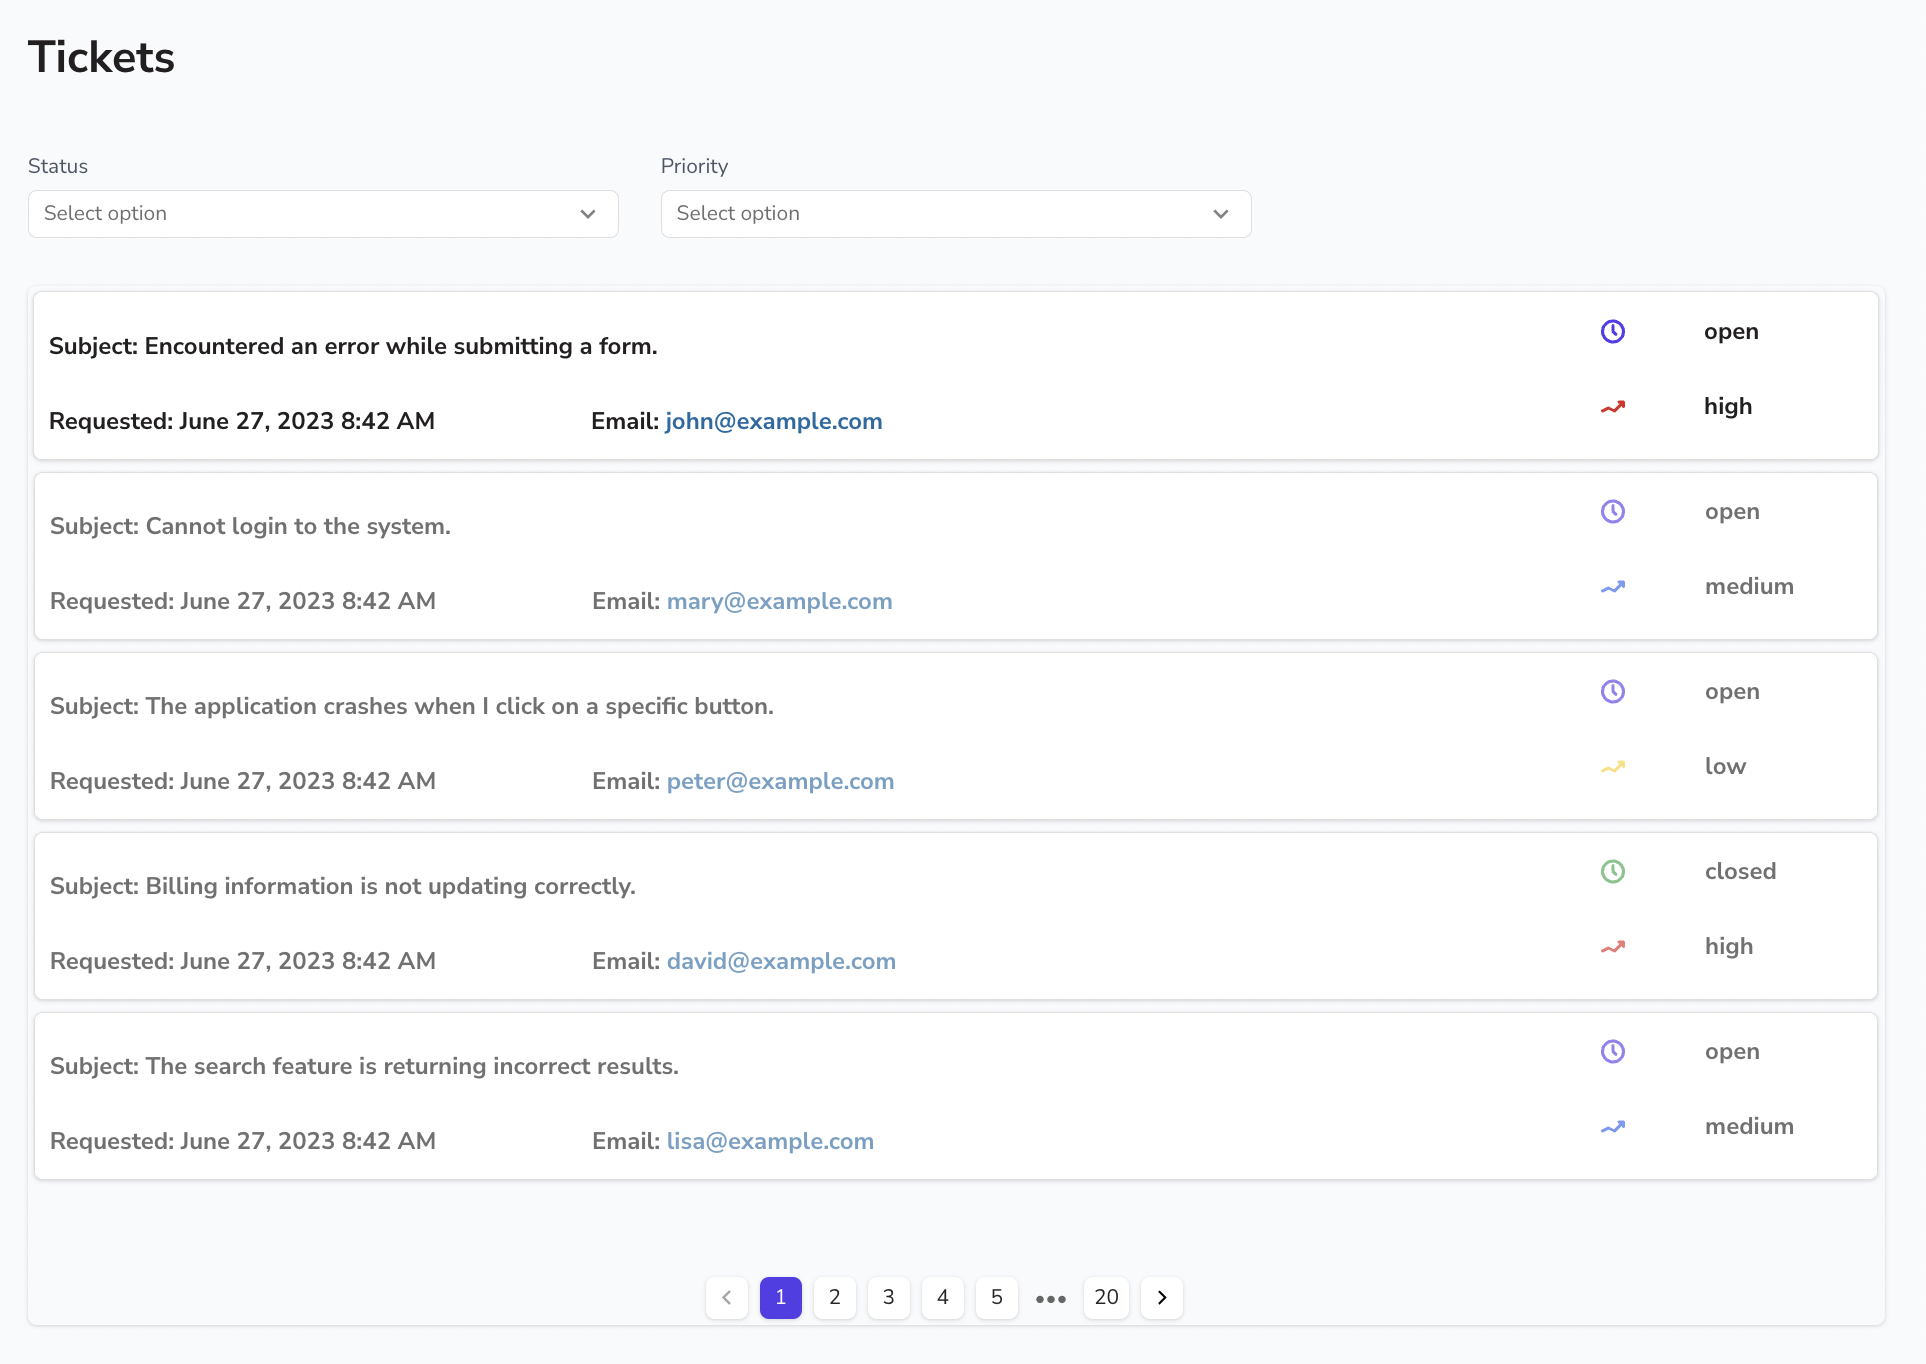 Tickets
Status
Priority
Select option
Select option
Subject: Encountered an error while submitting a form.
open
Requested: June 27, 2023 8:42 AM
Email: john@example.com
high
Subject: Cannot login to the system.
open
Requested: June 27, 2023 8:42 AM
Email: mary@example.com
medium
Subject: The application crashes when I click on a specific button.
open
Requested: June 27, 2023 8:42 AM
Email: peter@example.com
low
Subject: Billing information is not updating correctly.
closed
Requested: June 27, 2023 8:42 AM
Email: david@example.com
high
Subject: The search feature is returning incorrect results.
open
Requested: June 27, 2023 8:42 AM
Email: lisa@example.com
medium
1 2 3 4 5 ••• 20